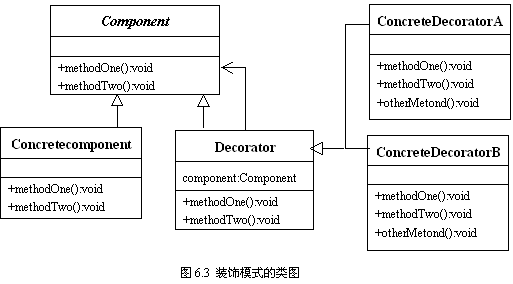 Component
+methodOne():void
+methodTwo():void
Concretecomponent
+methodOne():void
+methodTwo():void
Decorator
component:Component
+methodOne():void
+methodTwo():void
ConcreteDecoratorA
+methodOne():void
+methodTwo():void
+otherMetond():void
ConcreteDecoratorB
+methodOne():void
+methodTwo():void
+otherMetond():void
图 6.3 装饰模式的类图